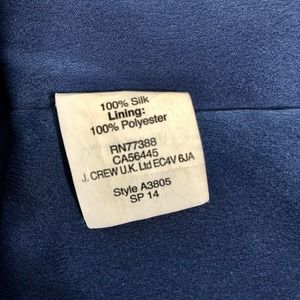 100% Silk
Lining:
100% Polyester
RN77388
CA56445
J. CREW U.K. Ltd EC4V 6JA
Style A3805
SP 14